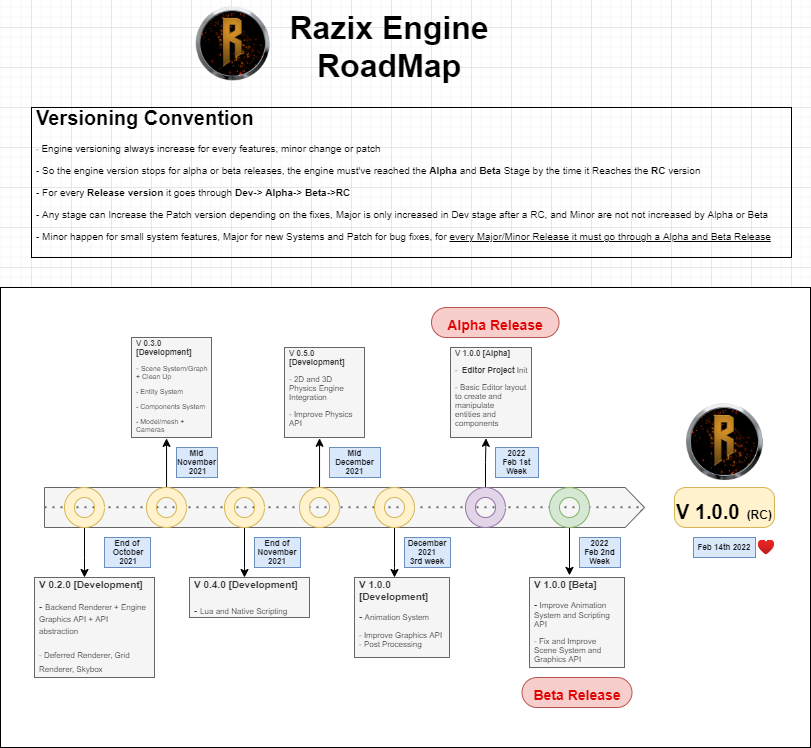 Razix Engine
RoadMap
Versioning Convention
- Engine versioning always increase for every features, minor change or patch
- So the engine version stops for alpha or beta releases, the engine must've reached the Alpha and Beta Stage by the time it Reaches the RC version
- For every Release version it goes through Dev-> Alpha-> Beta->RC
- Any stage can Increase the Patch version depending on the fixes, Major is only increased in Dev stage after a RC, and Minor are not not increased by Alpha or Beta
- Minor happen for small system features, Major for new Systems and Patch for bug fixes, for every Major/Minor Release it must go through a Alpha and Beta Release
Alpha Release
V 0.3.0
[Development]
- Scene System/Graph
+ Clean Up
- Entity System
- Components System
- Model/mesh +
Cameras
V 0.5.0
[Development]
- 2D and 3D
Physics Engine
Integration
- Improve Physics
API
V 1.0.0 [Alpha]
- Editor Project Init
- Basic Editor layout
to create and
manipulate
entities and
components
Mid
November
2021
Mid
December
2021
2022
Feb 1st
Week
R
V 1.0.0 (RC)
Feb 14th 2022
End of
October
2021
End of
November
2021
December
2021
3rd week
2022
Feb 2nd
Week
V 0.2.0 [Development]
- Backend Renderer + Engine
Graphics API + API
abstraction
- Deferred Renderer, Grid
Renderer, Skybox
V 0.4.0 [Development]
- Lua and Native Scripting
V 1.0.0
[Development]
- Animation System
- Improve Graphics API
- Post Processing
V 1.0.0 [Beta]
- Improve Animation
System and Scripting
API
- Fix and Improve
Scene System and
Graphics API
Beta Release